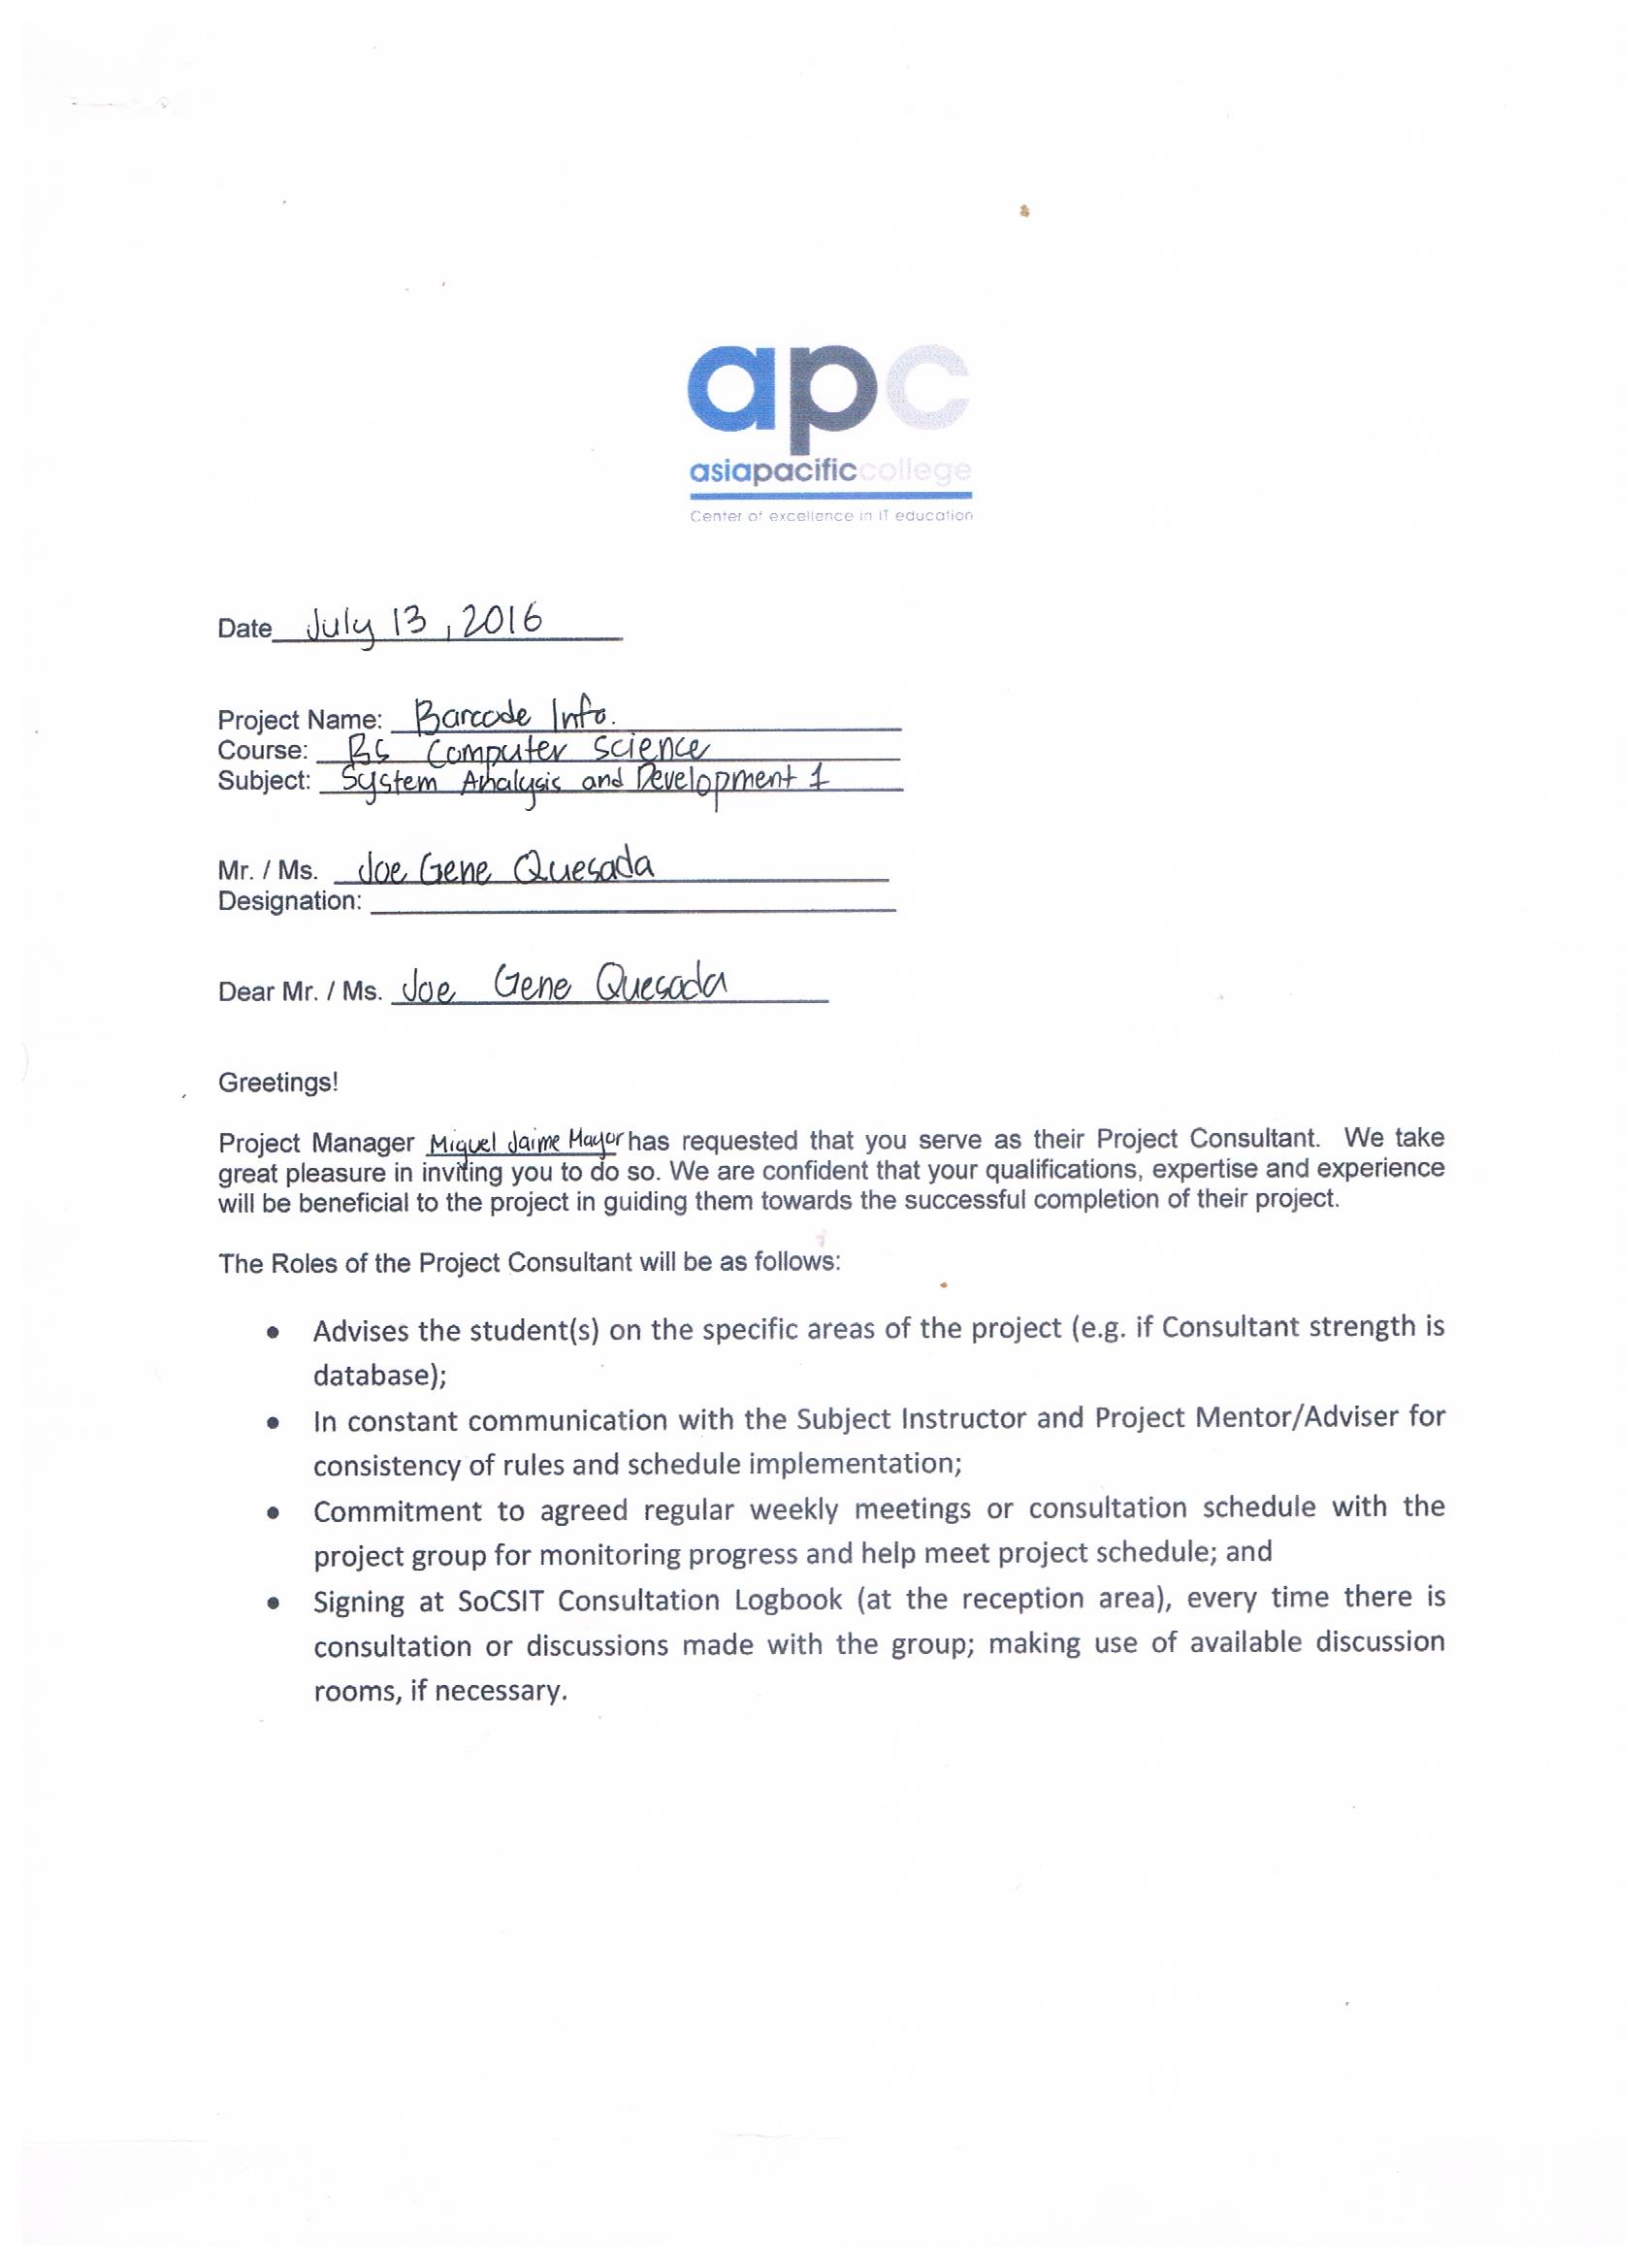 apc
asiapacificcollege
Center of excellence in IT education
Date July 13, 2016
Project Name: Barcode Info.
Course: BS Computer Science
Subject: System Analysis and Development 1
Mr. / Ms. Joe Gene Quesada
Designation:
Dear Mr. / Ms. Joe Gene Quesada
Greetings!
Project Manager Miguel Jaime Mayor has requested that you serve as their Project Consultant. We take
great pleasure in inviting you to do so. We are confident that your qualifications, expertise and experience
will be beneficial to the project in guiding them towards the successful completion of their project.
The Roles of the Project Consultant will be as follows:
• Advises the student(s) on the specific areas of the project (e.g. if Consultant strength is
database);
• In constant communication with the Subject Instructor and Project Mentor/Adviser for
consistency of rules and schedule implementation;
• Commitment to agreed regular weekly meetings or consultation schedule with the
project group for monitoring progress and help meet project schedule; and
• Signing at SoCSIT Consultation Logbook (at the reception area), every time there is
consultation or discussions made with the group; making use of available discussion
rooms, if necessary.